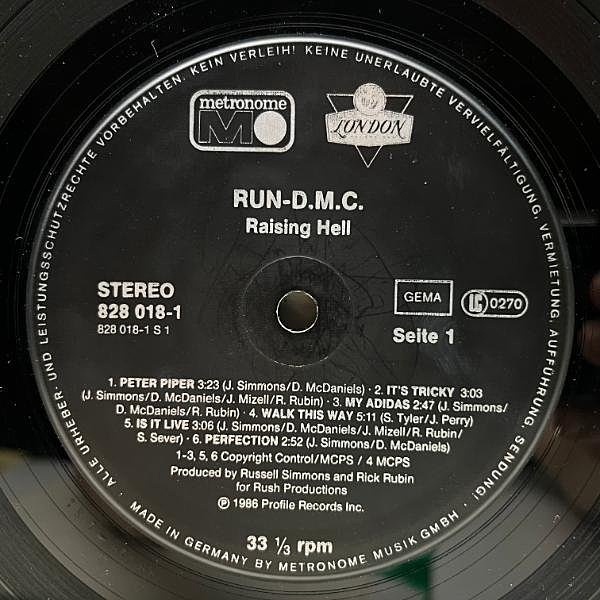 ALLE URHEBER- UND LEISTUNGSSCHUTZRECHTE VORBEHALTEN. KEIN VERLEIH! KEINE UNERLAUBTE VERVIELFÄLTIGUNG, VERMIETUNG, AUFFÜHRUNG, SENDUNG!
metronome
M
LONDON
RUN-D.M.C.
Raising Hell
STEREO
828 018-1
828 018-1 S 1
GEMA
LC 0270
Seite 1
1. PETER PIPER 3:23 (J. Simmons/D. McDaniels) · 2. IT'S TRICKY 3:03
(J. Simmons/D. McDaniels/J. Mizell/R. Rubin) · 3. MY ADIDAS 2:47 (J. Simmons/
D. McDaniels/R. Rubin) · 4. WALK THIS WAY 5:11 (S. Tyler/J. Perry)
5. IS IT LIVE 3:06 (J. Simmons/D. McDaniels/J. Mizell/R. Rubin/
S. Sever) · 6. PERFECTION 2:52 (J. Simmons/D. McDaniels)
1-3, 5, 6 Copyright Control/MCPS / 4 MCPS
Produced by Russell Simmons and Rick Rubin
for Rush Productions
Ⓟ 1986 Profile Records Inc.
33 ⅓ rpm
· MADE IN GERMANY BY METRONOME MUSIK GMBH ·